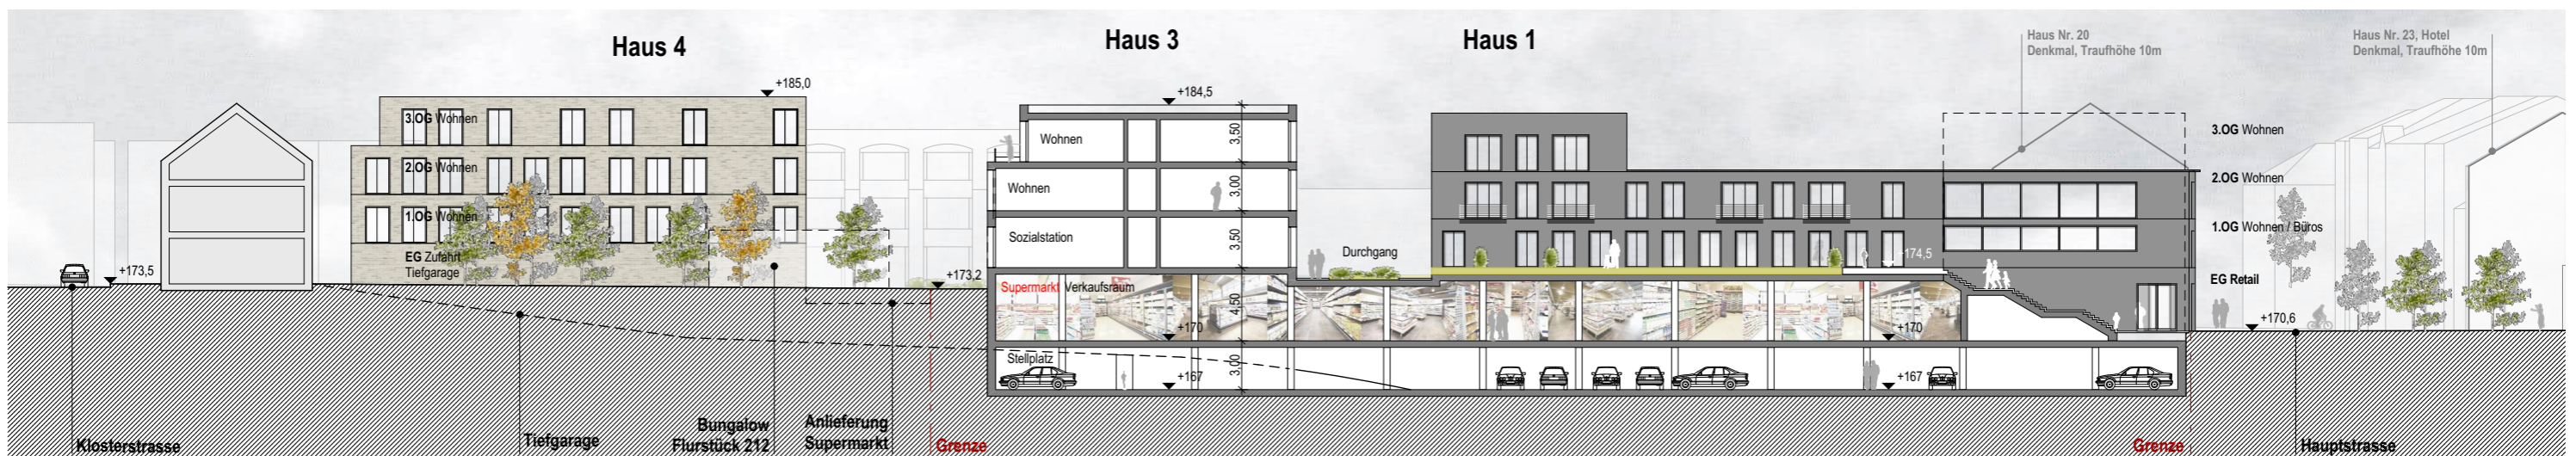 Haus 4
Haus 3
Haus 1
Haus Nr. 20
Denkmal, Traufhöhe 10m
Haus Nr. 23, Hotel
Denkmal, Traufhöhe 10m
+185,0
+184,5
3.OG Wohnen
2.OG Wohnen
1.OG Wohnen
EG Zufahrt
Tiefgarage
+173,5
+173,2
Wohnen
3,50
Wohnen
3,00
Sozialstation
3,50
Durchgang
Supermarkt Verkaufsraum
4,50
+170
Stellplatz
3,00
+167
+174,5
+170
+167
3.OG Wohnen
2.OG Wohnen
1.OG Wohnen / Büros
EG Retail
+170,6
Klosterstrasse
Tiefgarage
Bungalow
Flurstück 212
Anlieferung
Supermarkt
Grenze
Grenze
Hauptstrasse